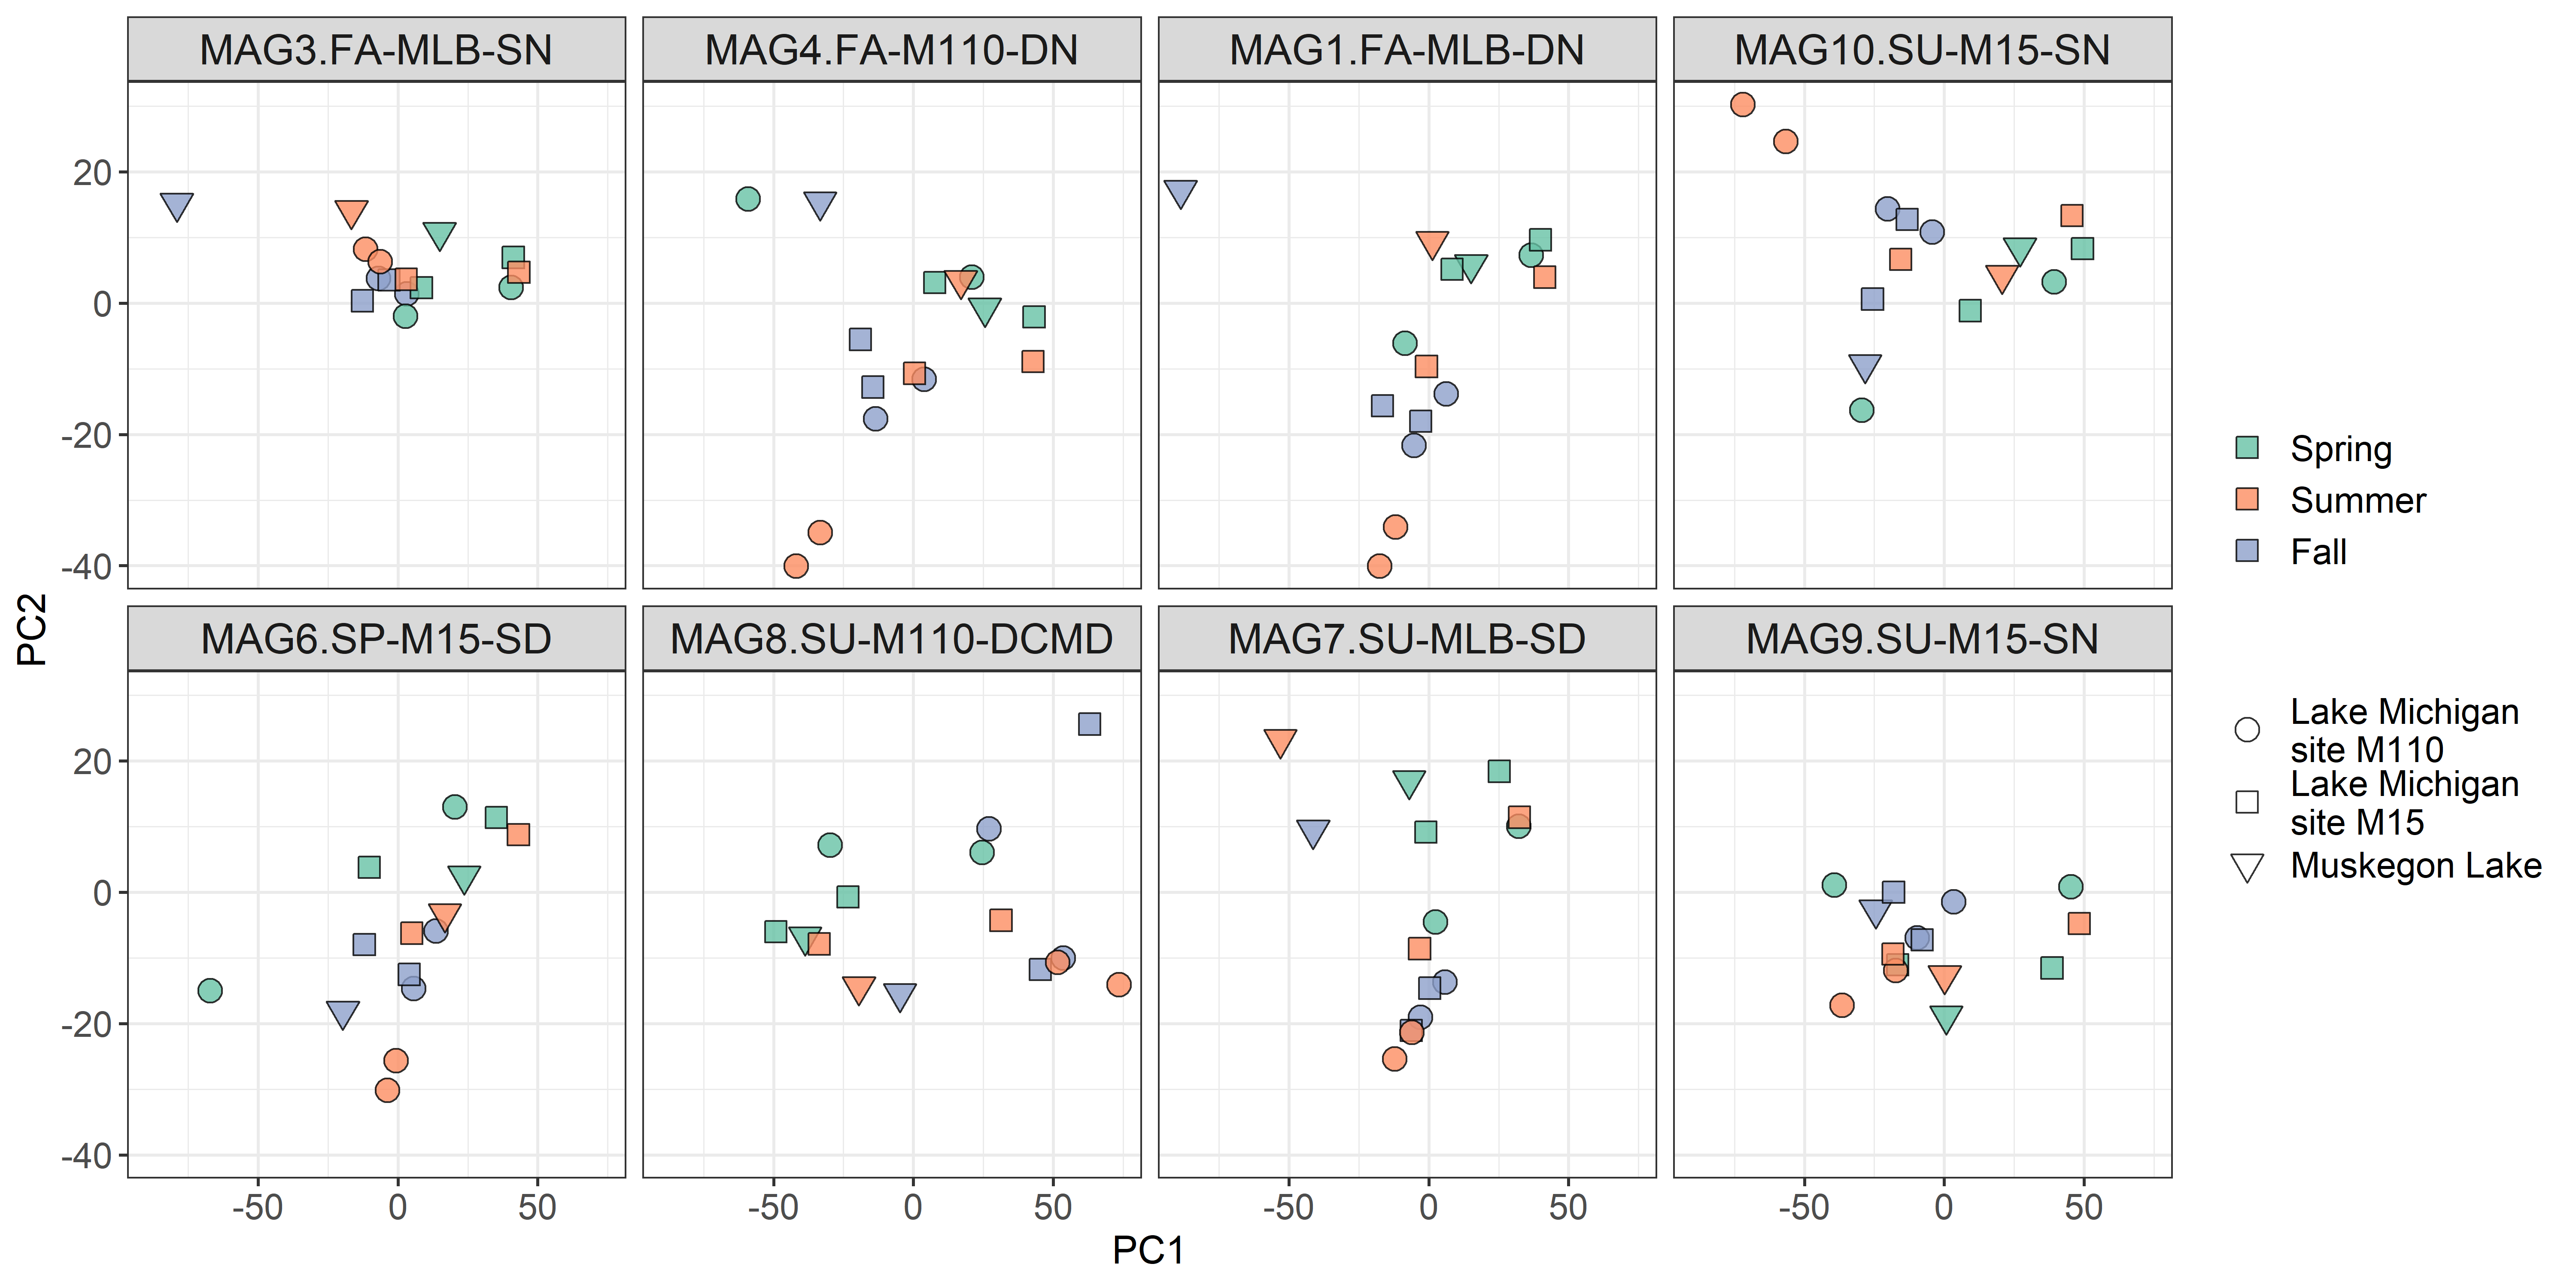 MAG3.FA-MLB-SN
MAG4.FA-M110-DN
MAG1.FA-MLB-DN
MAG10.SU-M15-SN
20
0
-20
-40
MAG6.SP-M15-SD
MAG8.SU-M110-DCMD
MAG7.SU-MLB-SD
MAG9.SU-M15-SN
20
0
-20
-40
PC2
-50 0 50
-50 0 50
-50 0 50
-50 0 50
PC1
Spring
Summer
Fall
Lake Michigan
site M110
Lake Michigan
site M15
Muskegon Lake